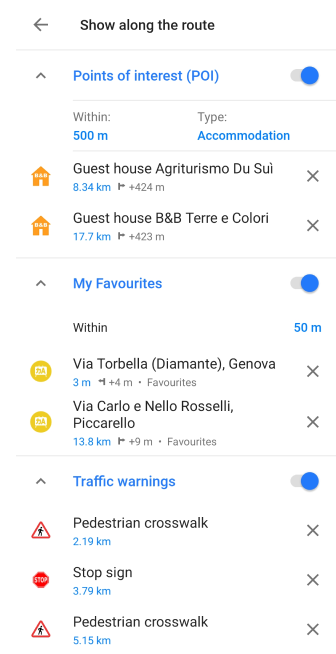 Show along the route
Points of interest (POI)
Within: Type:
500 m Accommodation
Guest house Agriturismo Du Suì
B&B
8.34 km +424 m
Guest house B&B Terre e Colori
B&B
17.7 km +423 m
My Favourites
Within 50 m
Via Torbella (Diamante), Genova
3 m +4 m • Favourites
Via Carlo e Nello Rosselli,
Piccarello
13.8 km +9 m • Favourites
Traffic warnings
Pedestrian crosswalk
2.19 km
Stop sign
STOP
3.79 km
Pedestrian crosswalk
5.15 km